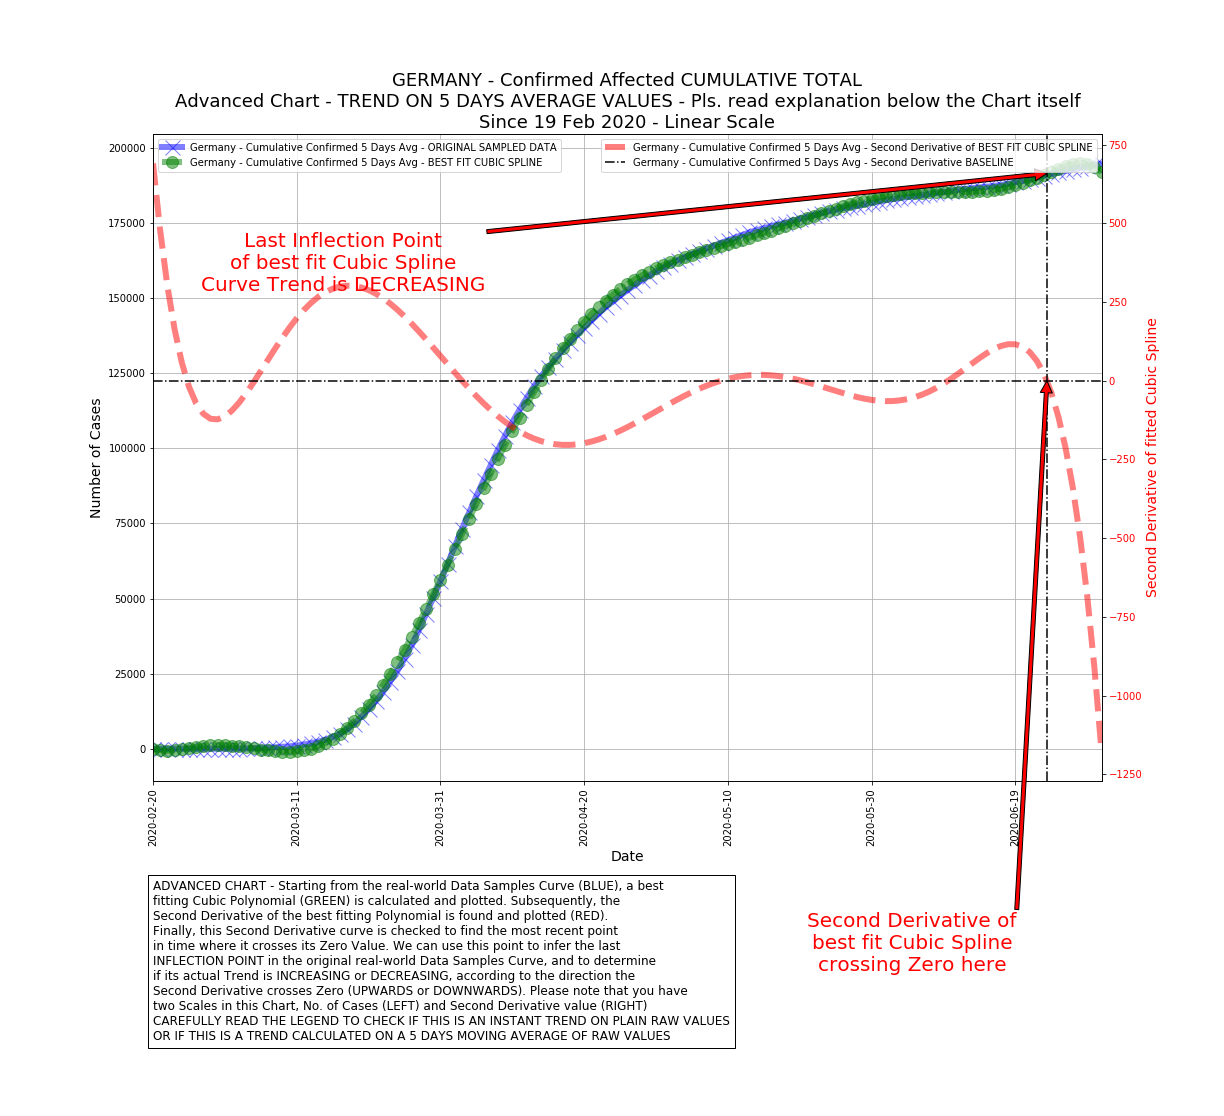 GERMANY - Confirmed Affected CUMULATIVE TOTAL
Advanced Chart - TREND ON 5 DAYS AVERAGE VALUES - Pls. read explanation below the Chart itself
Since 19 Feb 2020 - Linear Scale
Germany - Cumulative Confirmed 5 Days Avg - ORIGINAL SAMPLED DATA
Germany - Cumulative Confirmed 5 Days Avg - BEST FIT CUBIC SPLINE
Germany - Cumulative Confirmed 5 Days Avg - Second Derivative of BEST FIT CUBIC SPLINE
Germany - Cumulative Confirmed 5 Days Avg - Second Derivative BASELINE
Last Inflection Point
of best fit Cubic Spline
Curve Trend is DECREASING
Number of Cases
200000
175000
150000
125000
100000
75000
50000
25000
0
750
500
250
0
−250
−500
−750
−1000
−1250
Second Derivative of fitted Cubic Spline
2020-02-20
2020-03-11
2020-03-31
2020-04-20
2020-05-10
2020-05-30
2020-06-19
Date
Second Derivative of
best fit Cubic Spline
crossing Zero here
ADVANCED CHART - Starting from the real-world Data Samples Curve (BLUE), a best
fitting Cubic Polynomial (GREEN) is calculated and plotted. Subsequently, the
Second Derivative of the best fitting Polynomial is found and plotted (RED).
Finally, this Second Derivative curve is checked to find the most recent point
in time where it crosses its Zero Value. We can use this point to infer the last
INFLECTION POINT in the original real-world Data Samples Curve, and to determine
if its actual Trend is INCREASING or DECREASING, according to the direction the
Second Derivative crosses Zero (UPWARDS or DOWNWARDS). Please note that you have
two Scales in this Chart, No. of Cases (LEFT) and Second Derivative value (RIGHT)
CAREFULLY READ THE LEGEND TO CHECK IF THIS IS AN INSTANT TREND ON PLAIN RAW VALUES
OR IF THIS IS A TREND CALCULATED ON A 5 DAYS MOVING AVERAGE OF RAW VALUES